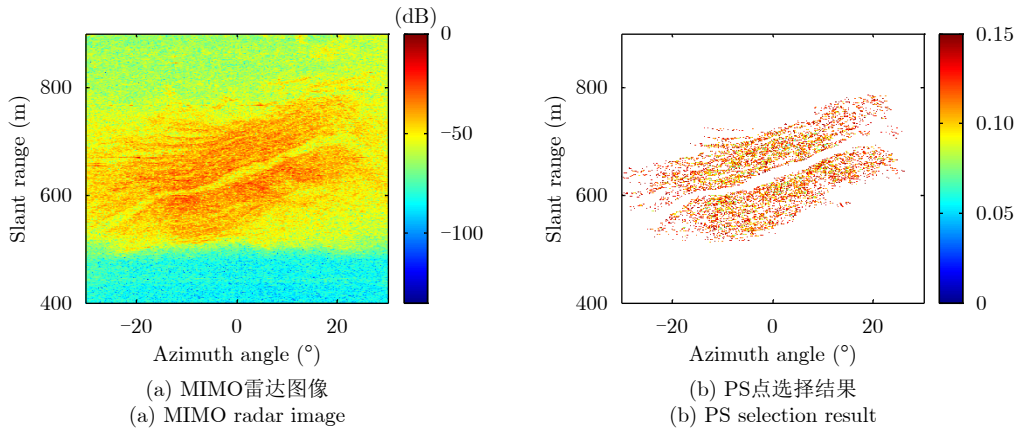 (dB)
0
−50
−100
800
600
400
Slant range (m)
−20
0
20
Azimuth angle (°)
(a) MIMO雷达图像
(a) MIMO radar image
0.15
0.10
0.05
0
800
600
400
Slant range (m)
−20
0
20
Azimuth angle (°)
(b) PS点选择结果
(b) PS selection result